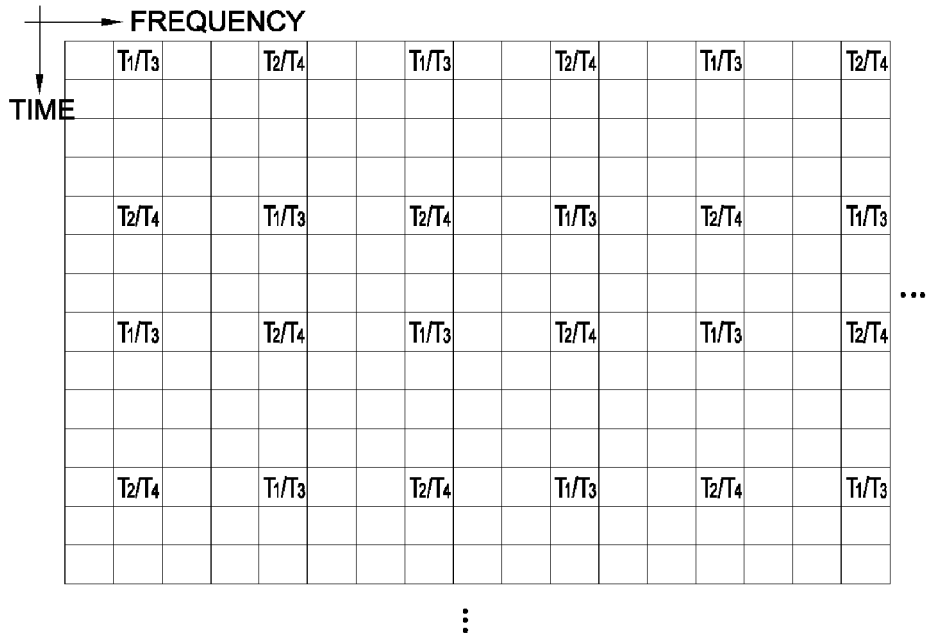 FREQUENCY
T1/T3 T2/T4 T1/T3 T2/T4 T1/T3 T2/T4
TIME
T2/T4 T1/T3 T2/T4 T1/T3 T2/T4 T1/T3
...
T1/T3 T2/T4 T1/T3 T2/T4 T1/T3 T2/T4
T2/T4 T1/T3 T2/T4 T1/T3 T2/T4 T1/T3
⋮